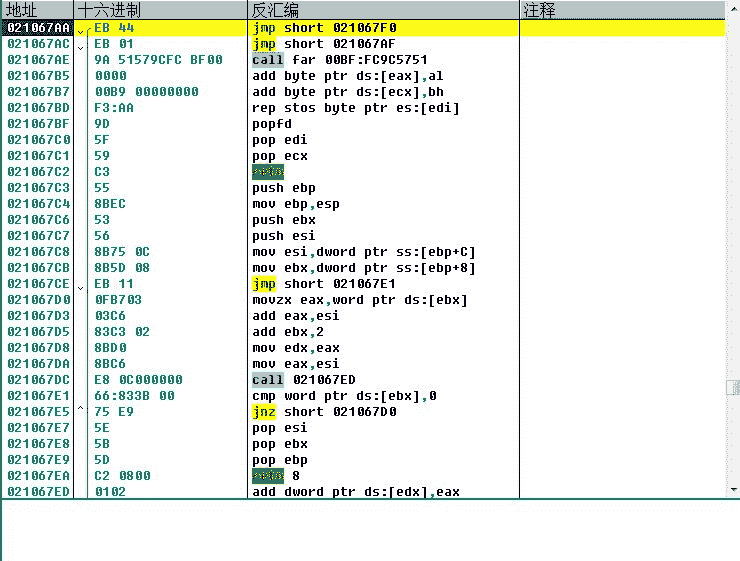 地址 十六进制 反汇编 注释
021067AA EB 44 jmp short 021067F0
021067AC EB 01 jmp short 021067AF
021067AE 9A 51579CFC BF00 call far 00BF:FC9C5751
021067B5 0000 add byte ptr ds:[eax],al
021067B7 00B9 00000000 add byte ptr ds:[ecx],bh
021067BD F3:AA rep stos byte ptr es:[edi]
021067BF 9D popfd
021067C0 5F pop edi
021067C1 59 pop ecx
021067C2 C3
021067C3 55 push ebp
021067C4 8BEC mov ebp,esp
021067C6 53 push ebx
021067C7 56 push esi
021067C8 8B75 0C mov esi,dword ptr ss:[ebp+C]
021067CB 8B5D 08 mov ebx,dword ptr ss:[ebp+8]
021067CE EB 11 jmp short 021067E1
021067D0 0FB703 movzx eax,word ptr ds:[ebx]
021067D3 03C6 add eax,esi
021067D5 83C3 02 add ebx,2
021067D8 8BD0 mov edx,eax
021067DA 8BC6 mov eax,esi
021067DC E8 0C000000 call 021067ED
021067E1 66:833B 00 cmp word ptr ds:[ebx],0
021067E5 75 E9 jnz short 021067D0
021067E7 5E pop esi
021067E8 5B pop ebx
021067E9 5D pop ebp
021067EA C2 0800 8
021067ED 0102 add dword ptr ds:[edx],eax